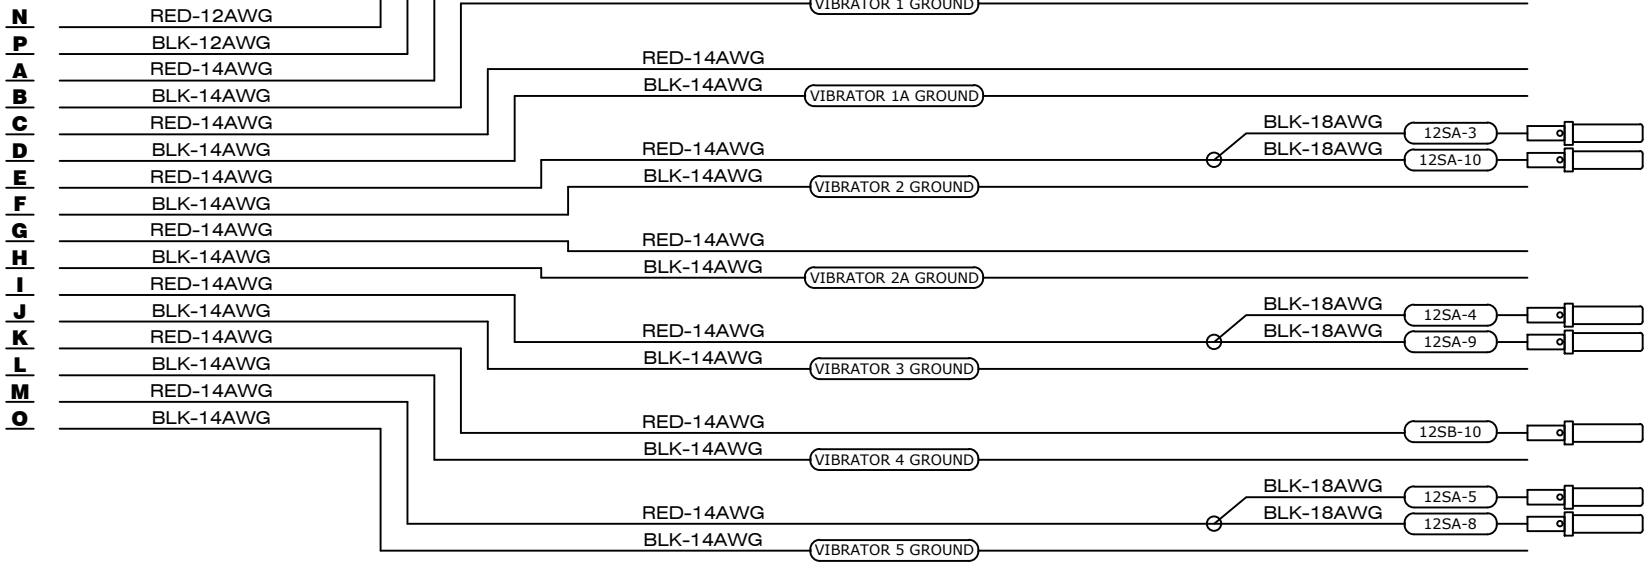 VIBRATOR 1 GROUND
N RED-12AWG
P BLK-12AWG
A RED-14AWG
B BLK-14AWG
C RED-14AWG
D BLK-14AWG
E RED-14AWG
F BLK-14AWG
G RED-14AWG
H BLK-14AWG
I RED-14AWG
J BLK-14AWG
K RED-14AWG
L BLK-14AWG
M RED-14AWG
O BLK-14AWG
RED-14AWG
BLK-14AWG VIBRATOR 1A GROUND
BLK-18AWG 12SA-3
RED-14AWG BLK-18AWG 12SA-10
BLK-14AWG VIBRATOR 2 GROUND
RED-14AWG
BLK-14AWG VIBRATOR 2A GROUND
BLK-18AWG 12SA-4
RED-14AWG BLK-18AWG 12SA-9
BLK-14AWG VIBRATOR 3 GROUND
RED-14AWG 12SB-10
BLK-14AWG VIBRATOR 4 GROUND
BLK-18AWG 12SA-5
RED-14AWG BLK-18AWG 12SA-8
BLK-14AWG VIBRATOR 5 GROUND